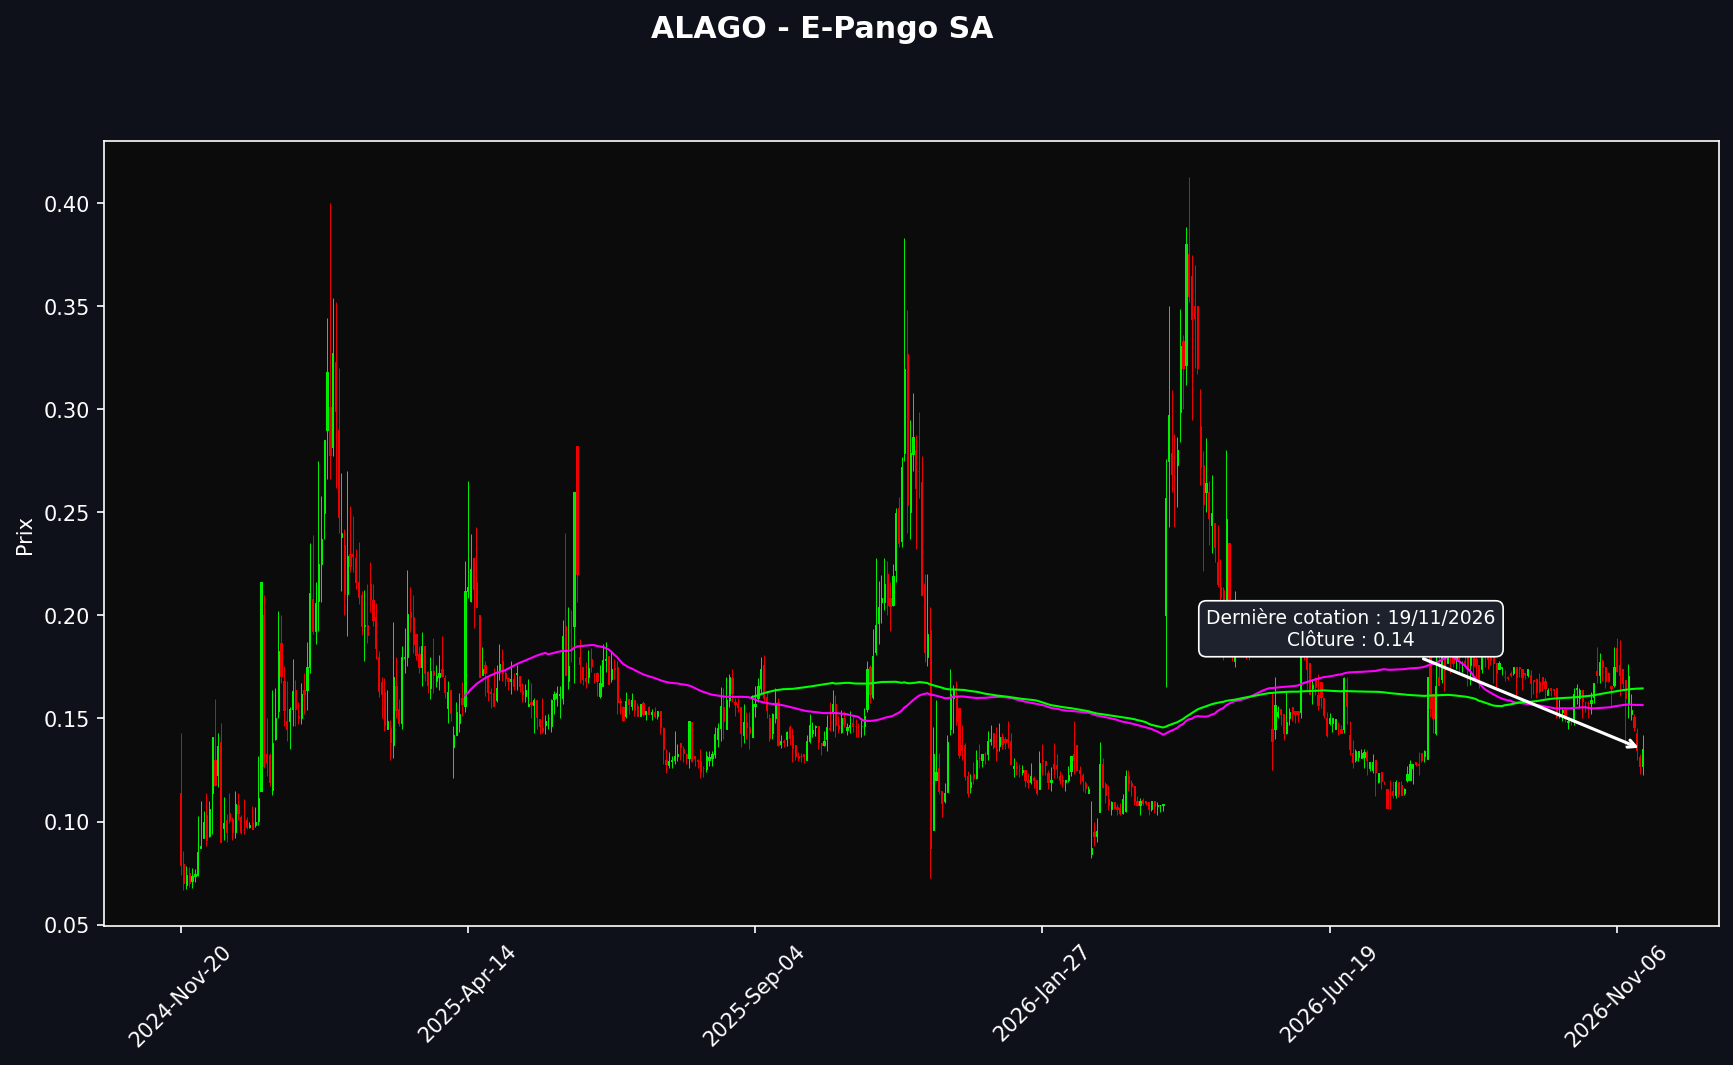 ALAGO - E-Pango SA
Prix
0.40
0.35
0.30
0.25
0.20
0.15
0.10
0.05
Dernière cotation : 19/11/2026
Clôture : 0.14
2024-Nov-20
2025-Apr-14
2025-Sep-04
2026-Jan-27
2026-Jun-19
2026-Nov-06